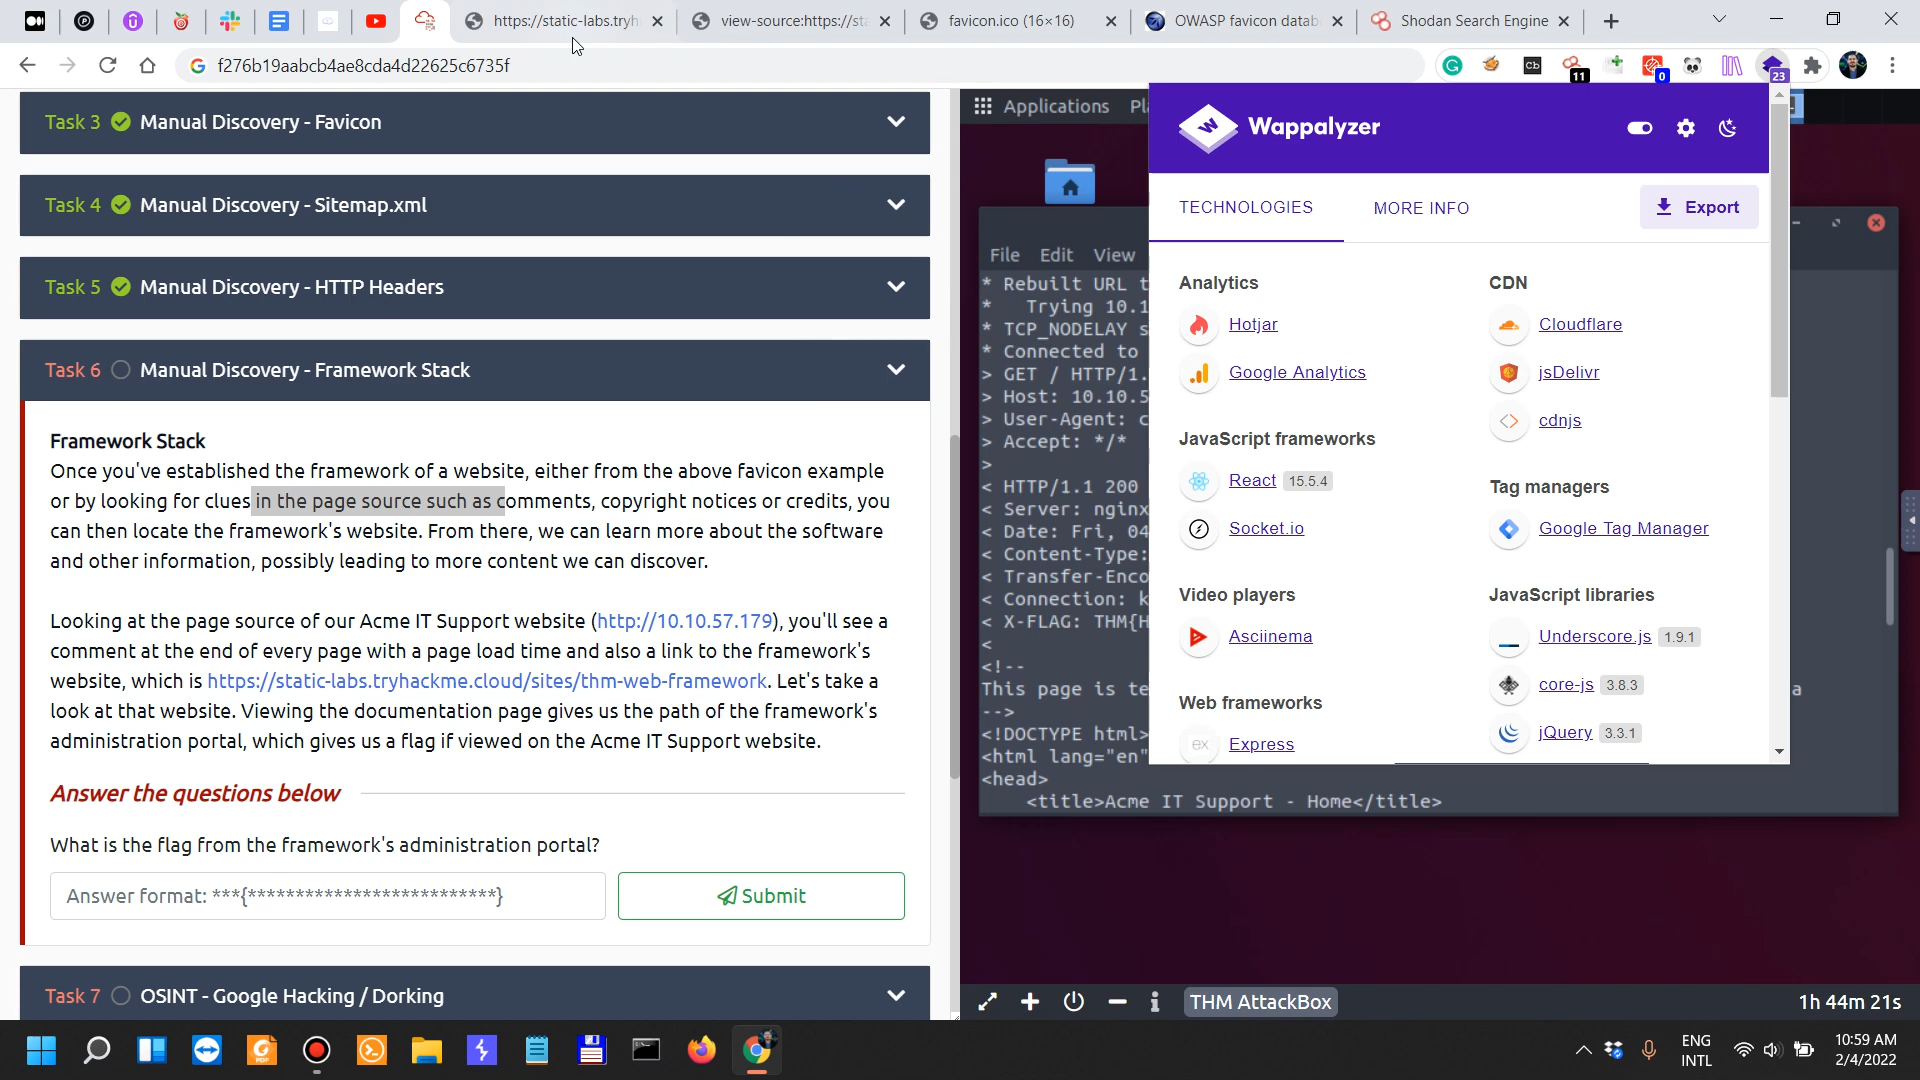 https://static-labs.tryh
view-source:https://sta
favicon.ico (16×16)
OWASP favicon datab
Shodan Search Engine
f276b19aabcb4ae8cda4d22625c6735f
11
0
23
Task 3 Manual Discovery - Favicon
Task 4 Manual Discovery - Sitemap.xml
Task 5 Manual Discovery - HTTP Headers
Task 6 Manual Discovery - Framework Stack
Framework Stack
Once you've established the framework of a website, either from the above favicon example
or by looking for clues in the page source such as comments, copyright notices or credits, you
can then locate the framework's website. From there, we can learn more about the software
and other information, possibly leading to more content we can discover.
Looking at the page source of our Acme IT Support website (http://10.10.57.179), you'll see a
comment at the end of every page with a page load time and also a link to the framework's
website, which is https://static-labs.tryhackme.cloud/sites/thm-web-framework. Let's take a
look at that website. Viewing the documentation page gives us the path of the framework's
administration portal, which gives us a flag if viewed on the Acme IT Support website.
Answer the questions below
What is the flag from the framework's administration portal?
Answer format: ***{**************************}
Submit
Task 7 OSINT - Google Hacking / Dorking
Applications Pl
File Edit View
* Rebuilt URL t
* Trying 10.1
* TCP_NODELAY s
* Connected to
> GET / HTTP/1.
> Host: 10.10.5
> User-Agent: c
> Accept: */*
>
< HTTP/1.1 200
< Server: nginx
< Date: Fri, 04
< Content-Type:
< Transfer-Enco
< Connection: k
< X-FLAG: THM{H
<
<!--
This page is te
a
-->
<!DOCTYPE html>
<html lang="en"
<head>
<title>Acme IT Support - Home</title>
Wappalyzer
TECHNOLOGIES
MORE INFO
Export
Analytics
Hotjar
Google Analytics
JavaScript frameworks
React 15.5.4
Socket.io
Video players
Asciinema
Web frameworks
ex Express
CDN
Cloudflare
jsDelivr
cdnjs
Tag managers
Google Tag Manager
JavaScript libraries
Underscore.js 1.9.1
core-js 3.8.3
jQuery 3.3.1
THM AttackBox
1h 44m 21s
ENG
INTL
10:59 AM
2/4/2022